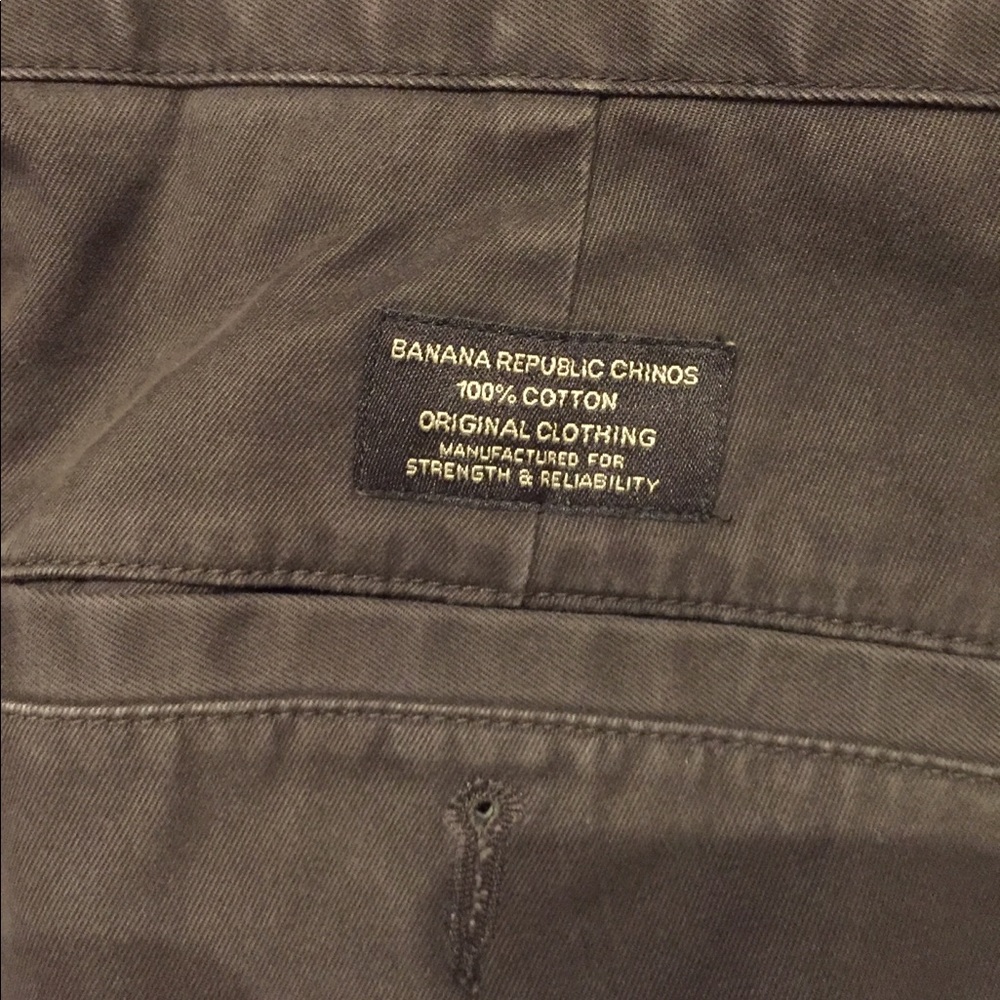 BANANA REPUBLIC CHINOS
100% COTTON
ORIGINAL CLOTHING
MANUFACTURED FOR
STRENGTH & RELIABILITY